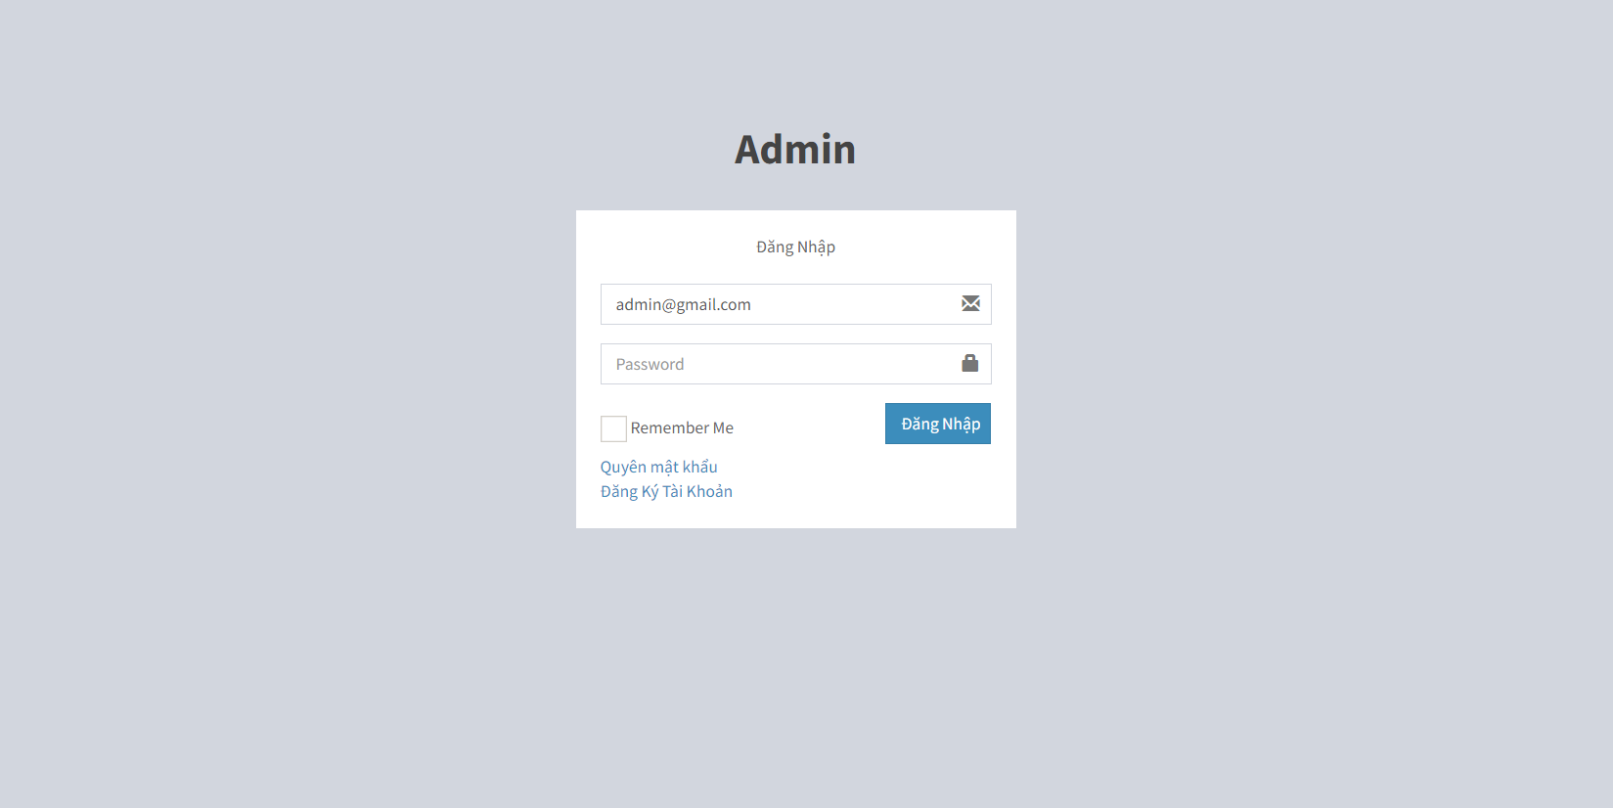 Admin
Đăng Nhập
admin@gmail.com
Password
Remember Me
Đăng Nhập
Quyên mật khẩu
Đăng Ký Tài Khoản